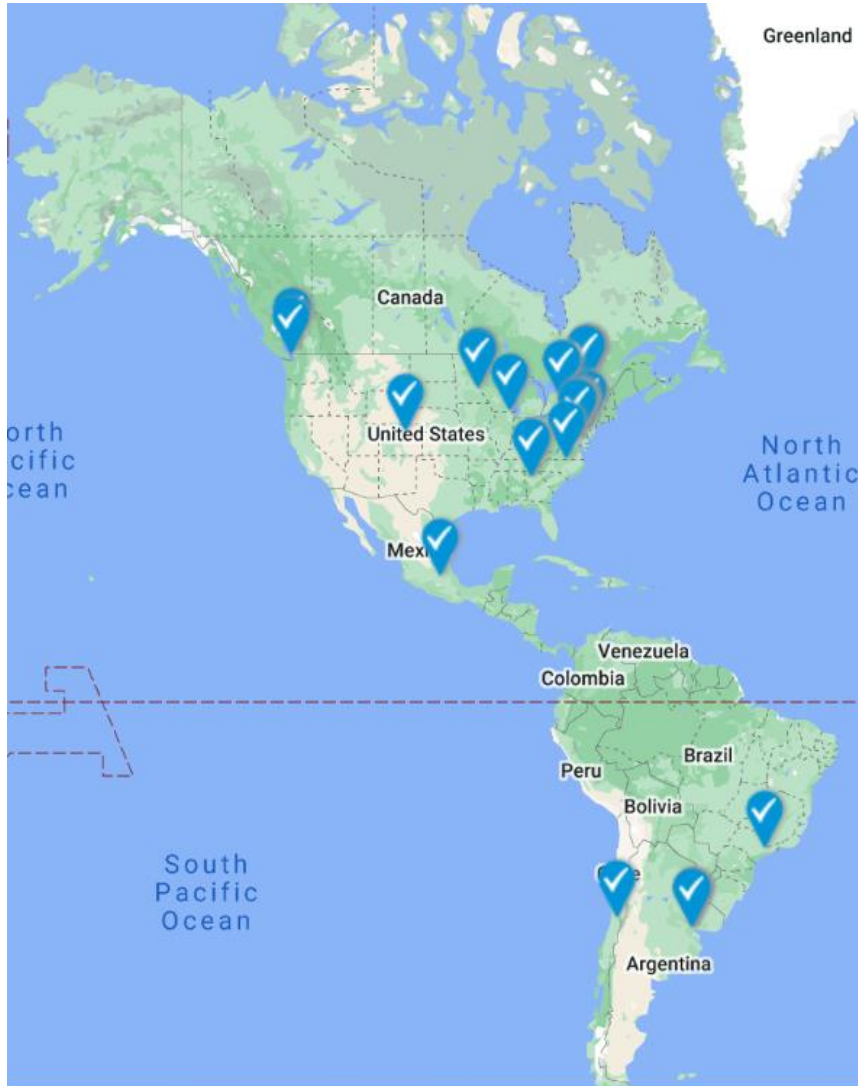 Greenland
Canada
United States
orth
cific
cean
North
Atlantic
Ocean
Mexi
Venezuela
Colombia
Brazil
Peru
Bolivia
South
Pacific
Ocean
Argentina